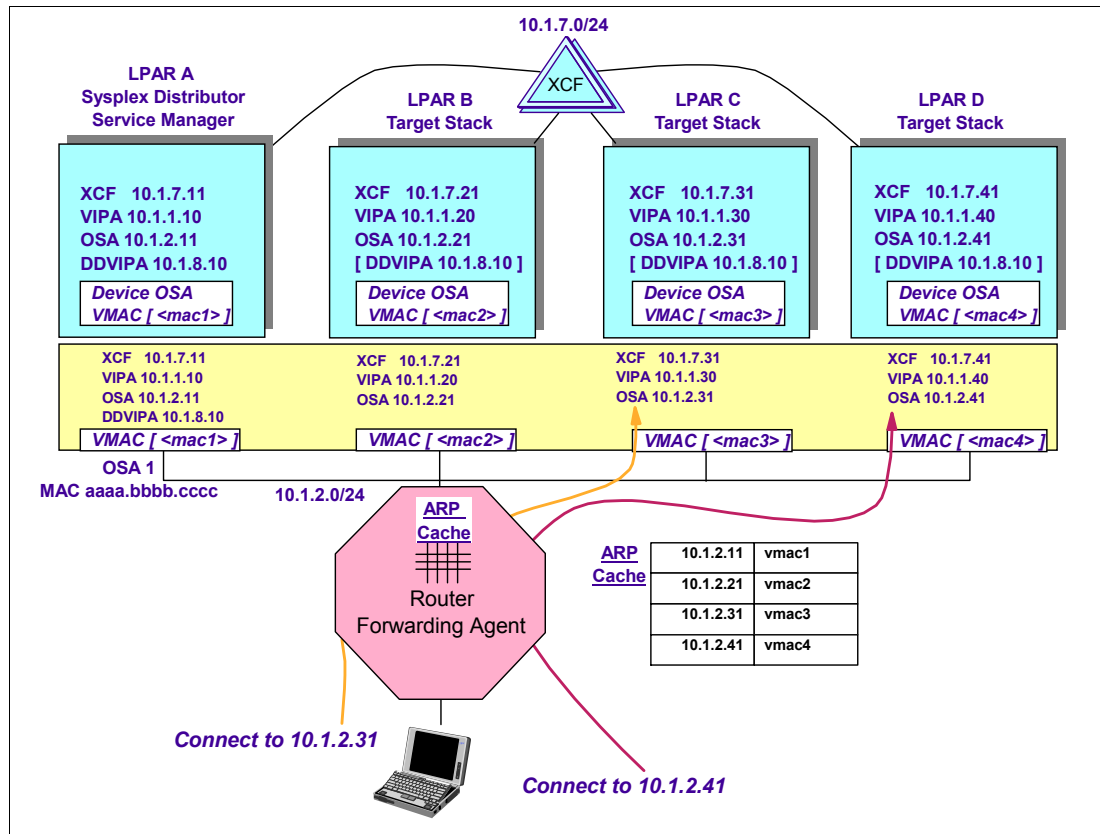 10.1.7.0/24
XCF
LPAR A
Sysplex Distributor
Service Manager
LPAR B
Target Stack
LPAR C
Target Stack
LPAR D
Target Stack
XCF 10.1.7.11
VIPA 10.1.1.10
OSA 10.1.2.11
DDVIPA 10.1.8.10
Device OSA
VMAC [ <mac1> ]
XCF 10.1.7.21
VIPA 10.1.1.20
OSA 10.1.2.21
[ DDVIPA 10.1.8.10 ]
Device OSA
VMAC [ <mac2> ]
XCF 10.1.7.31
VIPA 10.1.1.30
OSA 10.1.2.31
[ DDVIPA 10.1.8.10 ]
Device OSA
VMAC [ <mac3> ]
XCF 10.1.7.41
VIPA 10.1.1.40
OSA 10.1.2.41
[ DDVIPA 10.1.8.10 ]
Device OSA
VMAC [ <mac4> ]
XCF 10.1.7.11
VIPA 10.1.1.10
OSA 10.1.2.11
DDVIPA 10.1.8.10
VMAC [ <mac1> ]
XCF 10.1.7.21
VIPA 10.1.1.20
OSA 10.1.2.21
VMAC [ <mac2> ]
XCF 10.1.7.31
VIPA 10.1.1.30
OSA 10.1.2.31
VMAC [ <mac3> ]
XCF 10.1.7.41
VIPA 10.1.1.40
OSA 10.1.2.41
VMAC [ <mac4> ]
OSA 1
MAC aaaa.bbbb.cccc
10.1.2.0/24
ARP
Cache
Router
Forwarding Agent
ARP
Cache
10.1.2.11 vmac1
10.1.2.21 vmac2
10.1.2.31 vmac3
10.1.2.41 vmac4
Connect to 10.1.2.31
Connect to 10.1.2.41